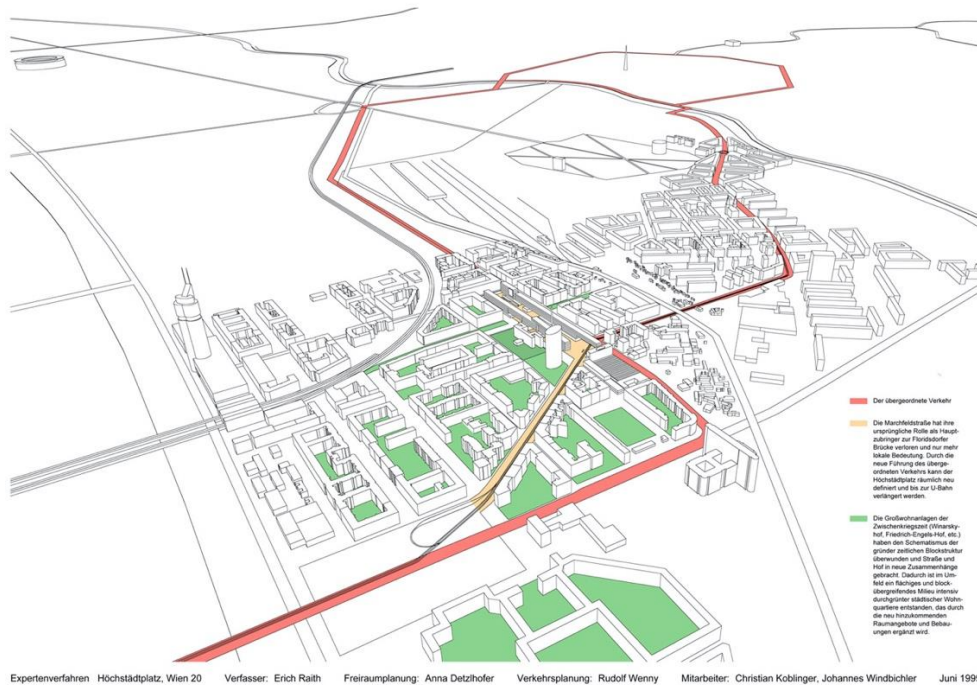 Der übergeordnete Verkehr
Die Marchfeldstraße hat ihre
ursprüngliche Rolle als Haupt-
zubringer zur Floridsdorfer
Brücke verloren und nur mehr
lokale Bedeutung. Durch die
neue Führung des überge-
ordneten Verkehrs kann der
Höchstädtplatz räumlich neu
definiert und bis zur U-Bahn
verlängert werden.
Die Großwohnanlagen der
Zwischenkriegszeit (Winarsky-
hof, Friedrich-Engels-Hof, etc.)
haben den Schematismus der
gründer zeitlichen Blockstruktur
überwunden und Straße und
Hof in neue Zusammenhänge
gebracht. Dadurch ist im Um-
feld ein flächiges und block-
übergreifendes Milieu intensiv
durchgrünter städtischer Wohn-
quartiere entstanden, das durch
die neu hinzukommenden
Raumangebote und Bebau-
ungen ergänzt wird.
Expertenverfahren Höchstädtplatz, Wien 20 Verfasser: Erich Raith Freiraumplanung: Anna Detzlhofer Verkehrsplanung: Rudolf Wenny Mitarbeiter: Christian Koblinger, Johannes Windbichler Juni 199